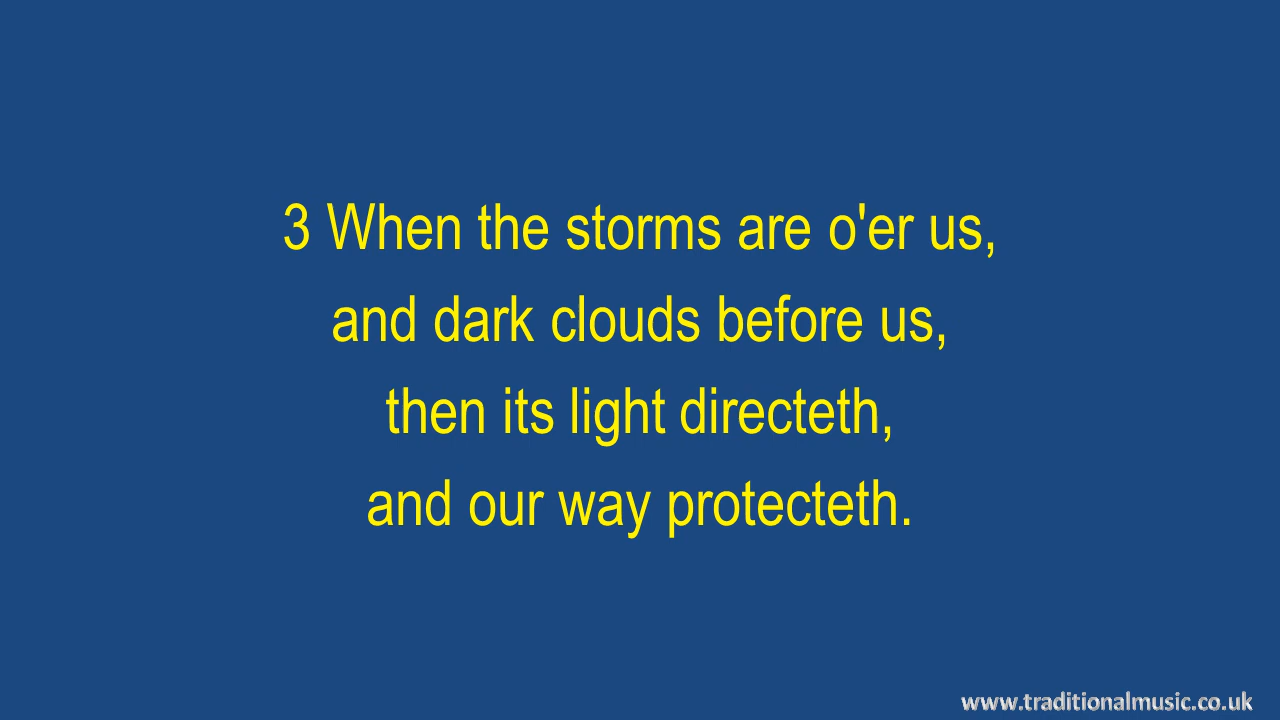 3 When the storms are o'er us,
and dark clouds before us,
then its light directeth,
and our way protecteth.
www.traditionalmusic.co.uk